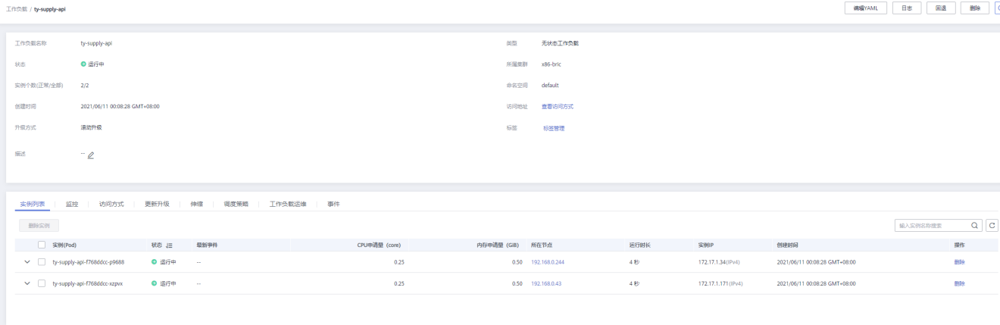 工作负载 / ty-supply-api
编辑YAML 日志 回退 删除
工作负载名称 ty-supply-api 类型 无状态工作负载
状态 运行中 所属集群 x86-bric
实例个数(正常/全部) 2/2 命名空间 default
创建时间 2021/06/11 00:08:28 GMT+08:00 访问地址 查看访问方式
升级方式 滚动升级 标签 标签管理
描述 --
实例列表 监控 访问方式 更新升级 伸缩 调度策略 工作负载运维 事件
删除实例 输入实例名称搜索
实例(Pod) 状态 最新事件 CPU申请量 (core) 内存申请量 (GiB) 所在节点 运行时长 实例IP 创建时间 操作
ty-supply-api-f768ddcc-p9688 运行中 -- 0.25 0.50 192.168.0.244 4 秒 172.17.1.34(IPv4) 2021/06/11 00:08:28 GMT+08:00 删除
ty-supply-api-f768ddcc-xzpvx 运行中 -- 0.25 0.50 192.168.0.43 4 秒 172.17.1.171(IPv4) 2021/06/11 00:08:28 GMT+08:00 删除